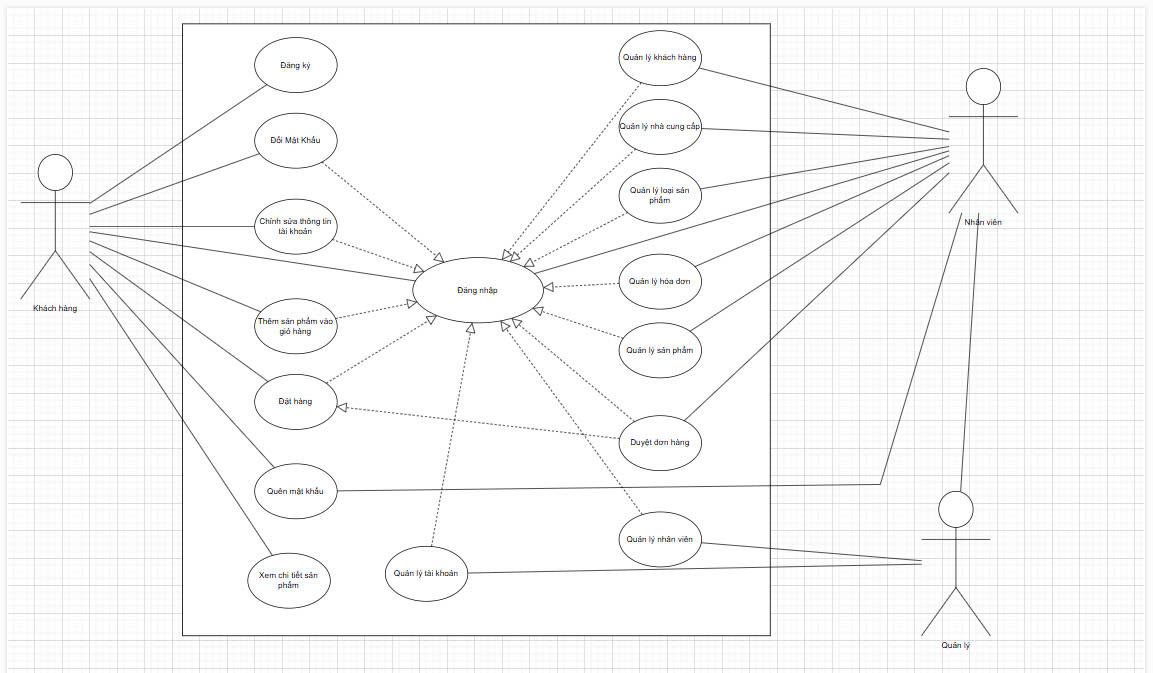 Đăng ký
Quản lý khách hàng
Đổi Mật Khẩu
Quản lý nhà cung cấp
Quản lý loại sản
phẩm
Chỉnh sửa thông tin
tài khoản
Nhân viên
Đăng nhập
Quản lý hóa đơn
Khách hàng
Thêm sản phẩm vào
giỏ hàng
Quản lý sản phẩm
Đặt hàng
Duyệt đơn hàng
Quên mật khẩu
Quản lý nhân viên
Xem chi tiết sản
phẩm
Quản lý tài khoản
Quản lý